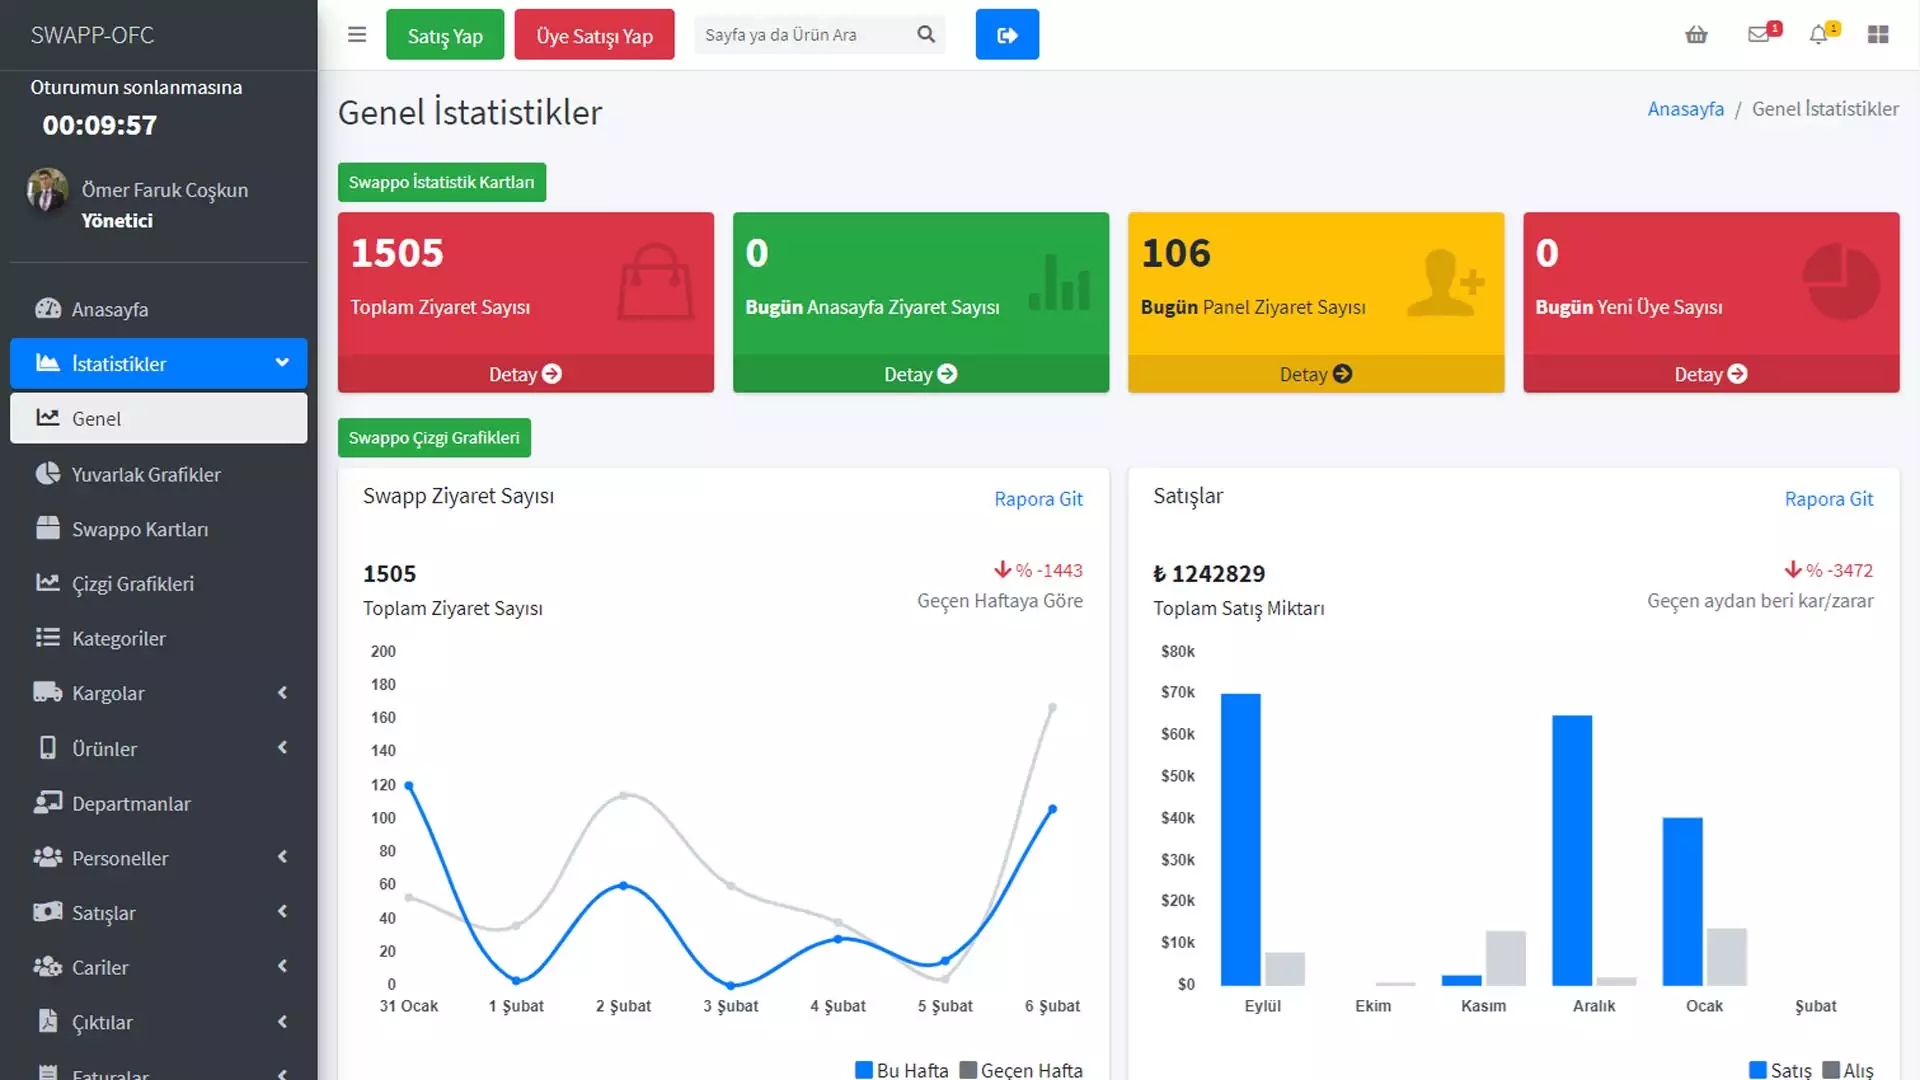 SWAPP-OFC
Oturumun sonlanmasına
00:09:57
Ömer Faruk Coşkun
Yönetici
Anasayfa
İstatistikler
Genel
Yuvarlak Grafikler
Swappo Kartları
Çizgi Grafikleri
Kategoriler
Kargolar
Ürünler
Departmanlar
Personeller
Satışlar
Cariler
Çıktılar
Faturalar
Satış Yap
Üye Satışı Yap
Sayfa ya da Ürün Ara
1
1
Genel İstatistikler
Anasayfa / Genel İstatistikler
Swappo İstatistik Kartları
1505
Toplam Ziyaret Sayısı
Detay
0
Bugün Anasayfa Ziyaret Sayısı
Detay
106
Bugün Panel Ziyaret Sayısı
Detay
0
Bugün Yeni Üye Sayısı
Detay
Swappo Çizgi Grafikleri
Swapp Ziyaret Sayısı
Rapora Git
1505
Toplam Ziyaret Sayısı
% -1443
Geçen Haftaya Göre
200
180
160
140
120
100
80
60
40
20
0
31 Ocak
1 Şubat
2 Şubat
3 Şubat
4 Şubat
5 Şubat
6 Şubat
Bu Hafta
Geçen Hafta
Satışlar
Rapora Git
₺ 1242829
Toplam Satış Miktarı
% -3472
Geçen aydan beri kar/zarar
$80k
$70k
$60k
$50k
$40k
$30k
$20k
$10k
$0
Eylül
Ekim
Kasım
Aralık
Ocak
Şubat
Satış
Alış